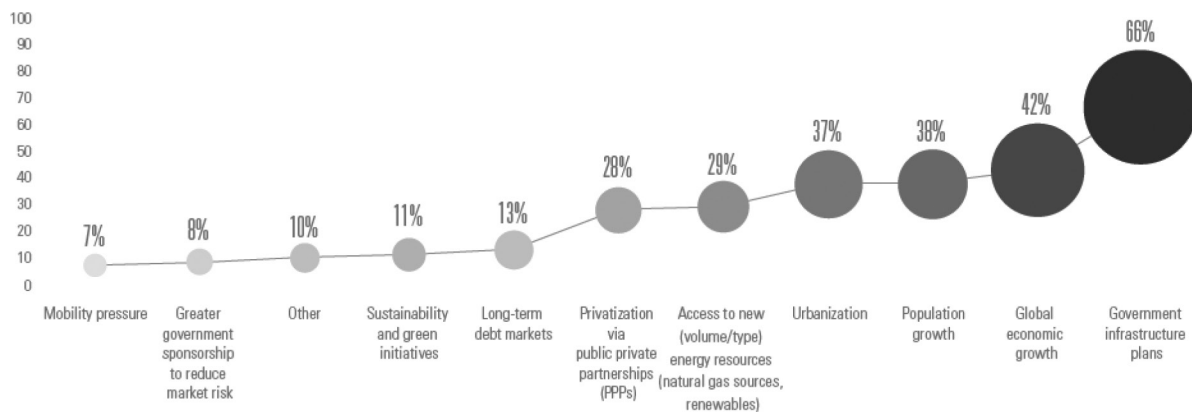 100
90
80
70
60
50
40
30
20
10
0
7%
8%
10%
11%
13%
28%
29%
37%
38%
42%
66%
Mobility pressure
Greater
government
sponsorship
to reduce
market risk
Other
Sustainability
and green
initiatives
Long-term
debt markets
Privatization
via
public private
partnerships
(PPPs)
Access to new
(volume/type)
energy resources
(natural gas sources,
renewables)
Urbanization
Population
growth
Global
economic
growth
Government
infrastructure
plans